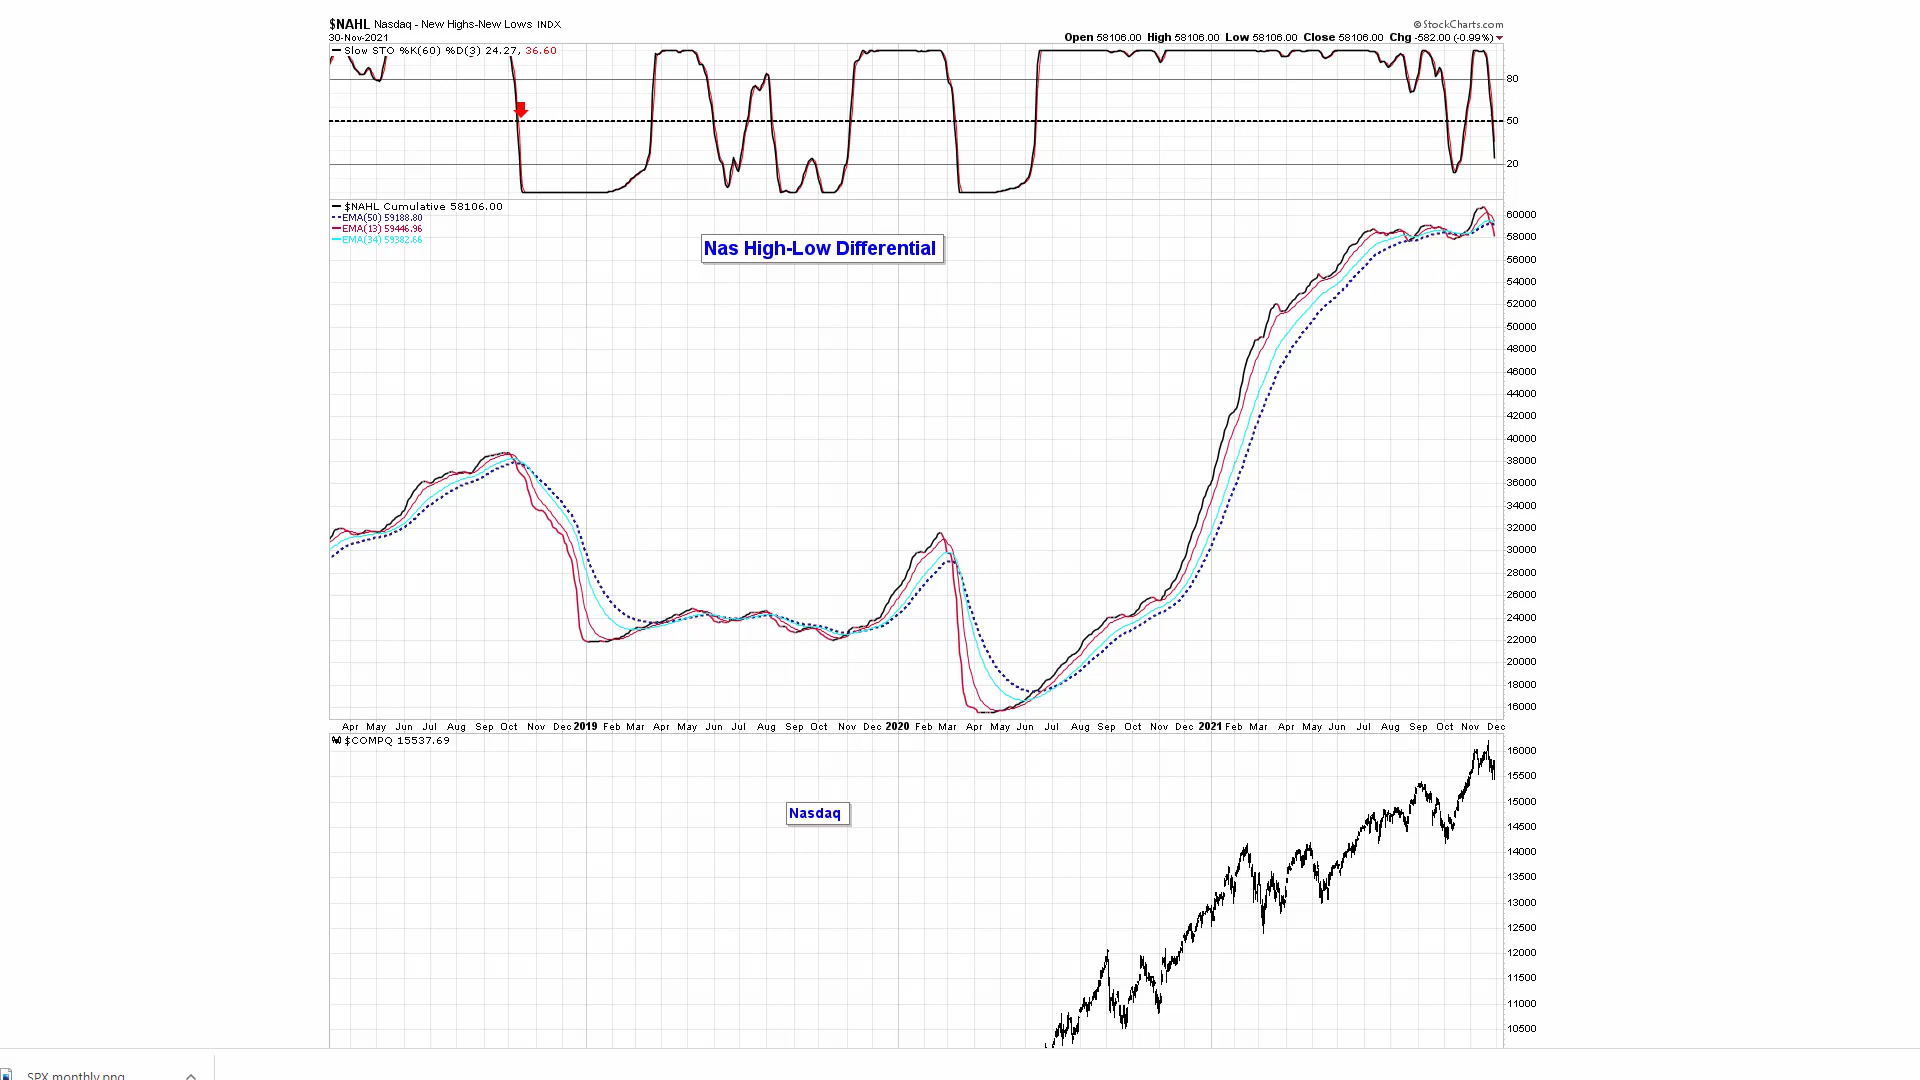 $NAHL Nasdaq - New Highs-New Lows INDX
© StockCharts.com
30-Nov-2021
Open 58106.00 High 58106.00 Low 58106.00 Close 58106.00 Chg -582.00 (-0.99%)
Slow STO %K(60) %D(3) 24.27, 36.60
80
50
20
$NAHL Cumulative 58106.00
EMA(50) 59188.80
EMA(13) 59446.96
EMA(34) 59382.66
Nas High-Low Differential
60000
58000
56000
54000
52000
50000
48000
46000
44000
42000
40000
38000
36000
34000
32000
30000
28000
26000
24000
22000
20000
18000
16000
Apr May Jun Jul Aug Sep Oct Nov Dec 2019 Feb Mar Apr May Jun Jul Aug Sep Oct Nov Dec 2020 Feb Mar Apr May Jun Jul Aug Sep Oct Nov Dec 2021 Feb Mar Apr May Jun Jul Aug Sep Oct Nov Dec
$COMPQ 15537.69
Nasdaq
16000
15500
15000
14500
14000
13500
13000
12500
12000
11500
11000
10500
SPX monthly.png